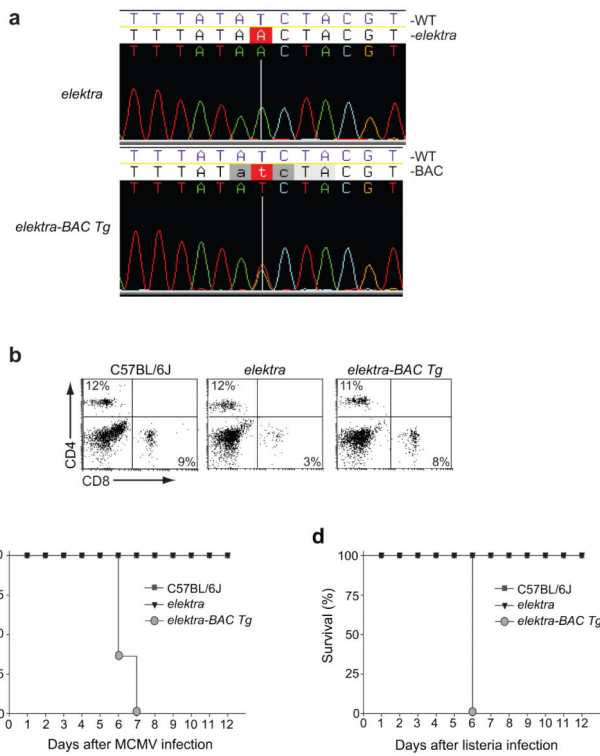 a
T T T A T A T C T A C G T -WT
T T T A T A A C T A C G T -elektra
T T T A T A A C T A C G T
elektra
T T T A T A T C T A C G T -WT
T T T A T a t c T A C G T -BAC
T T T A T A T C T A C G T
elektra-BAC Tg
b
C57BL/6J elektra elektra-BAC Tg
12% 12% 11%
CD4
9% 3% 8%
CD8
d
0 100
C57BL/6J
elektra
elektra-BAC Tg
5
0
5
0
0 1 2 3 4 5 6 7 8 9 10 11 12
Days after MCMV infection
Survival (%)
75
50
25
0
C57BL/6J
elektra
elektra-BAC Tg
0 1 2 3 4 5 6 7 8 9 10 11 12
Days after listeria infection